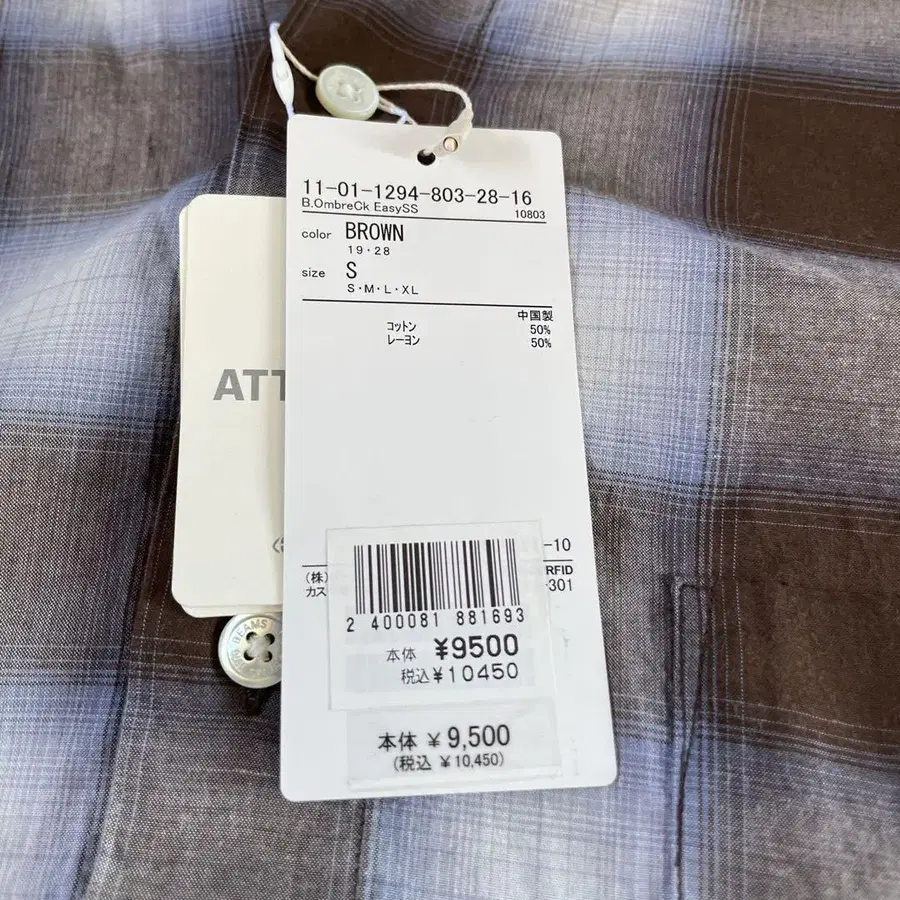 11-01-1294-803-28-16
B.OmbreCk EasySS
10803
color BROWN
19・28
size S
S・M・L・XL
中国製
コットン 50%
レーヨン 50%
ATT
-10
(株)
RFID
カス
-301
2 400081 881693
本体 ¥9500
税込¥10450
本体 ¥9,500
(税込 ¥10,450)
BEAMS